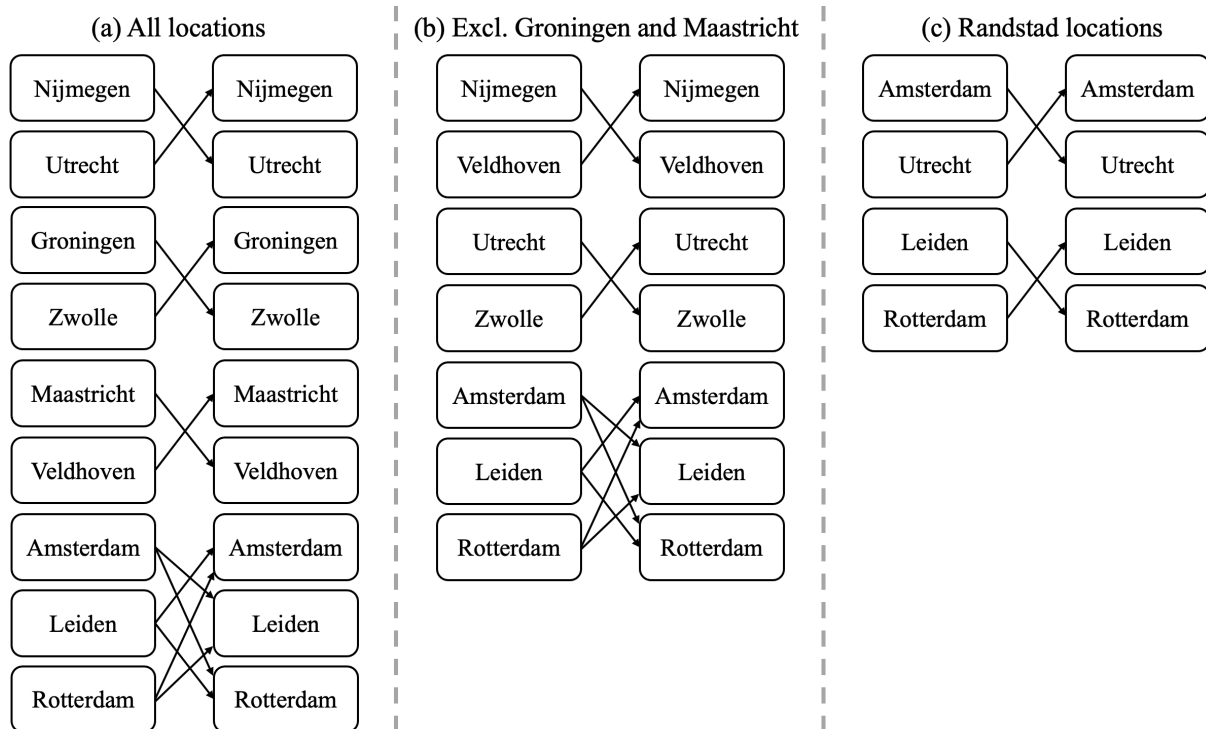 (a) All locations
Nijmegen Nijmegen
Utrecht Utrecht
Groningen Groningen
Zwolle Zwolle
Maastricht Maastricht
Veldhoven Veldhoven
Amsterdam Amsterdam
Leiden Leiden
Rotterdam Rotterdam
(b) Excl. Groningen and Maastricht
Nijmegen Nijmegen
Veldhoven Veldhoven
Utrecht Utrecht
Zwolle Zwolle
Amsterdam Amsterdam
Leiden Leiden
Rotterdam Rotterdam
(c) Randstad locations
Amsterdam Amsterdam
Utrecht Utrecht
Leiden Leiden
Rotterdam Rotterdam